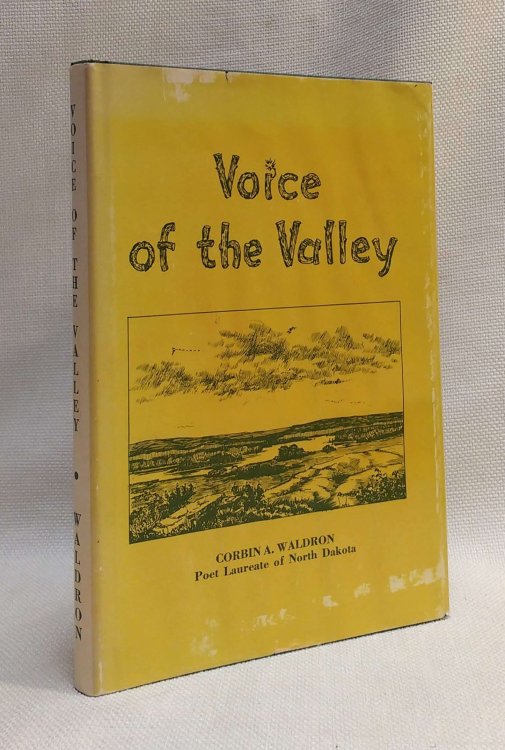 VOICE OF THE VALLEY • WALDRON
Voice
of the Valley
CORBIN A. WALDRON
Poet Laureate of North Dakota